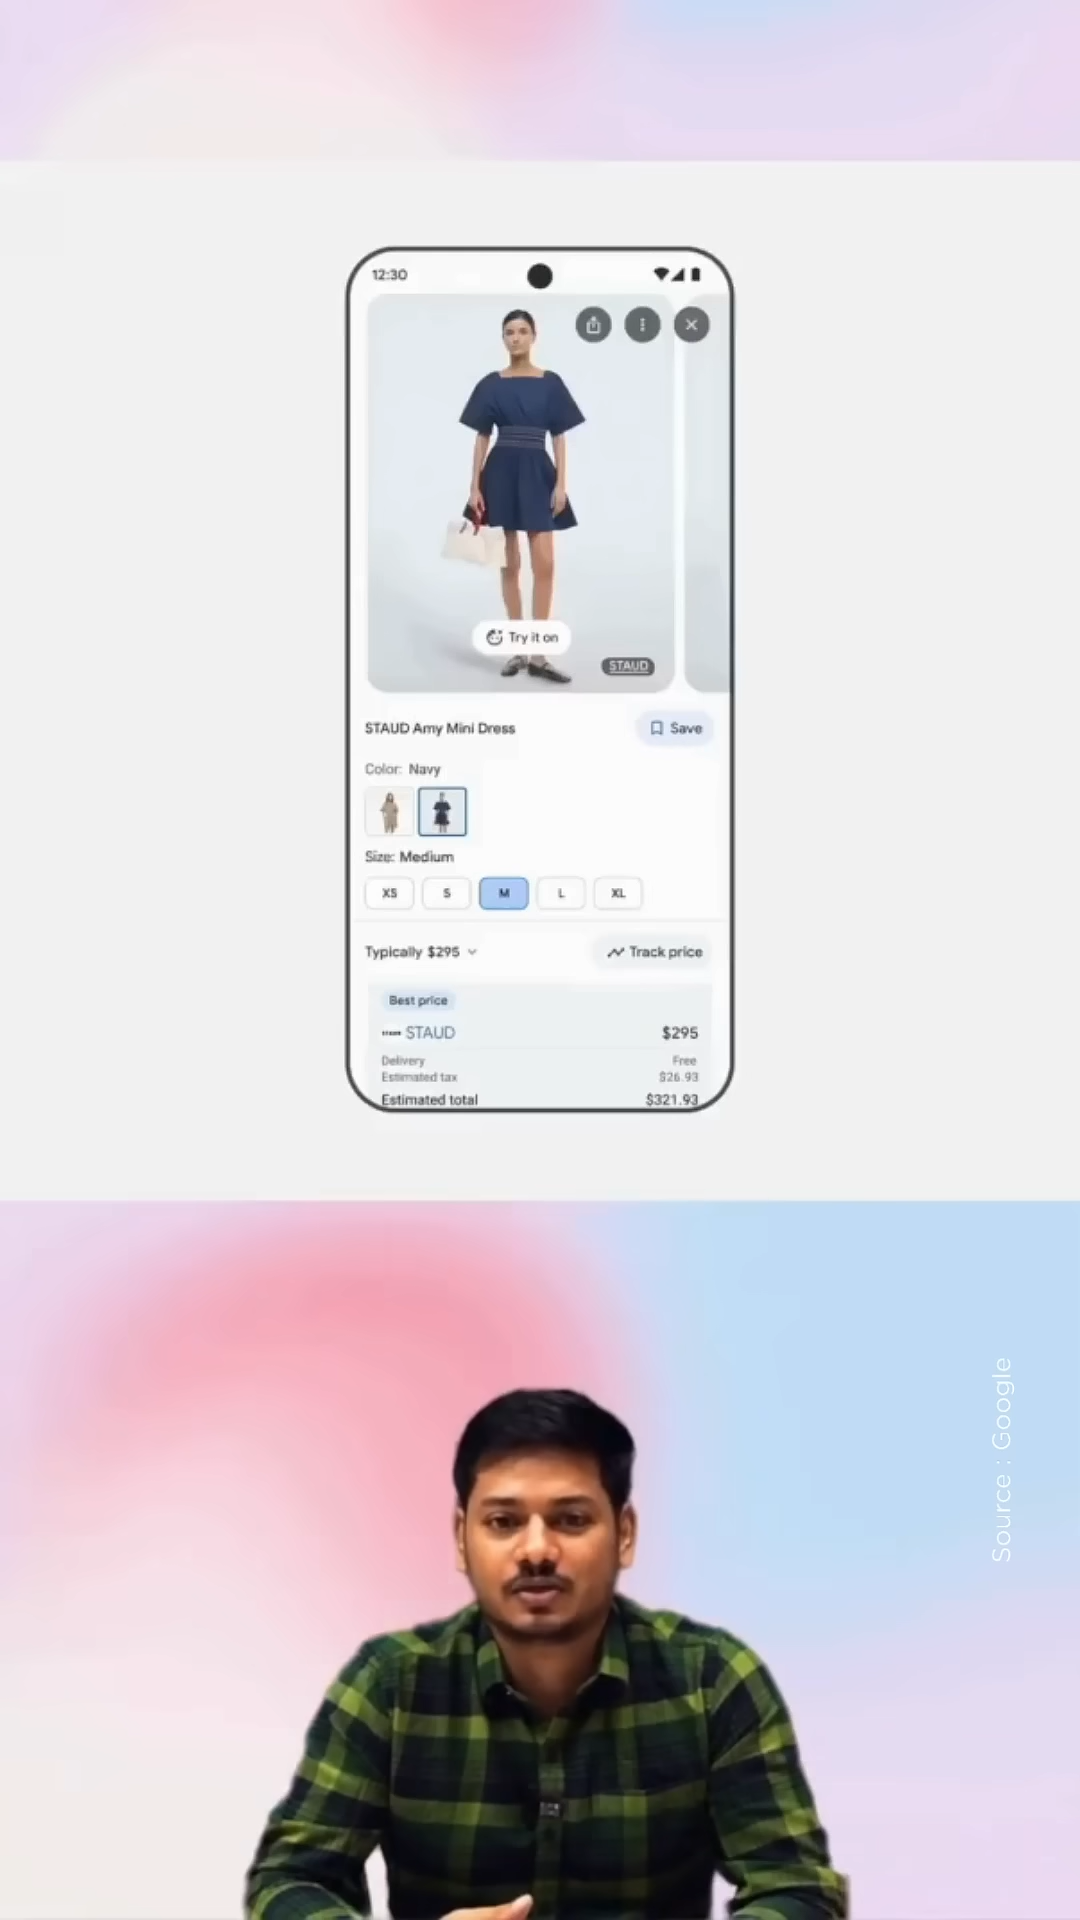 12:30
Try it on
STAUD
STAUD Amy Mini Dress
Save
Color: Navy
Size: Medium
XS S M L XL
Typically $295
Track price
Best price
STAUD $295
Delivery Free
Estimated tax $26.93
Estimated total $321.93
Source : Google